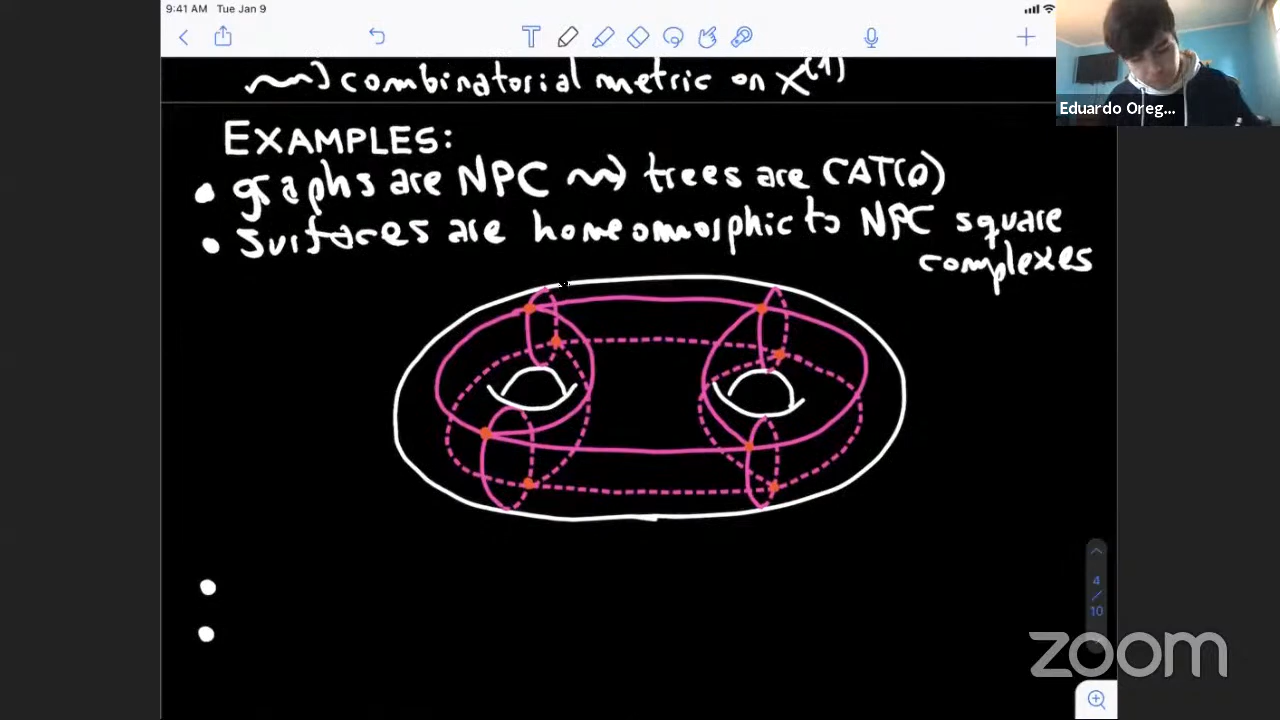 9:41 AM Tue Jan 9
Eduardo Oreg...
⇝ combinatorial metric on X⁽¹⁾
EXAMPLES:
• graphs are NPC ⇝ trees are CAT(0)
• Surfaces are homeomorphic to NPC square
complexes
4
/
10
zoom